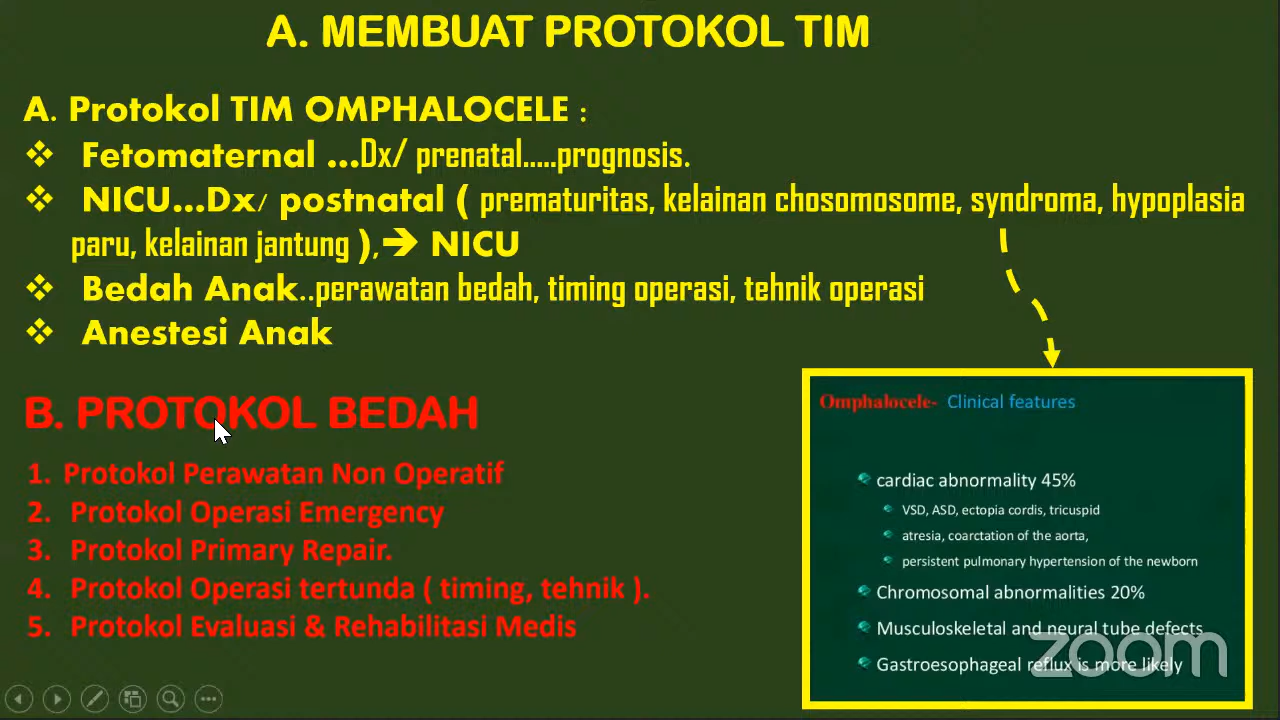 A. MEMBUAT PROTOKOL TIM
A. Protokol TIM OMPHALOCELE :
❖ Fetomaternal ...Dx/ prenatal.....prognosis.
❖ NICU...Dx/ postnatal ( prematuritas, kelainan chosomosome, syndroma, hypoplasia
paru, kelainan jantung ),➔ NICU
❖ Bedah Anak..perawatan bedah, timing operasi, tehnik operasi
❖ Anestesi Anak
B. PROTOKOL BEDAH
1. Protokol Perawatan Non Operatif
2. Protokol Operasi Emergency
3. Protokol Primary Repair.
4. Protokol Operasi tertunda ( timing, tehnik ).
5. Protokol Evaluasi & Rehabilitasi Medis
Omphalocele- Clinical features
cardiac abnormality 45%
VSD, ASD, ectopia cordis, tricuspid
atresia, coarctation of the aorta,
persistent pulmonary hypertension of the newborn
Chromosomal abnormalities 20%
Musculoskeletal and neural tube defects
Gastroesophageal reflux is more likely
zoom